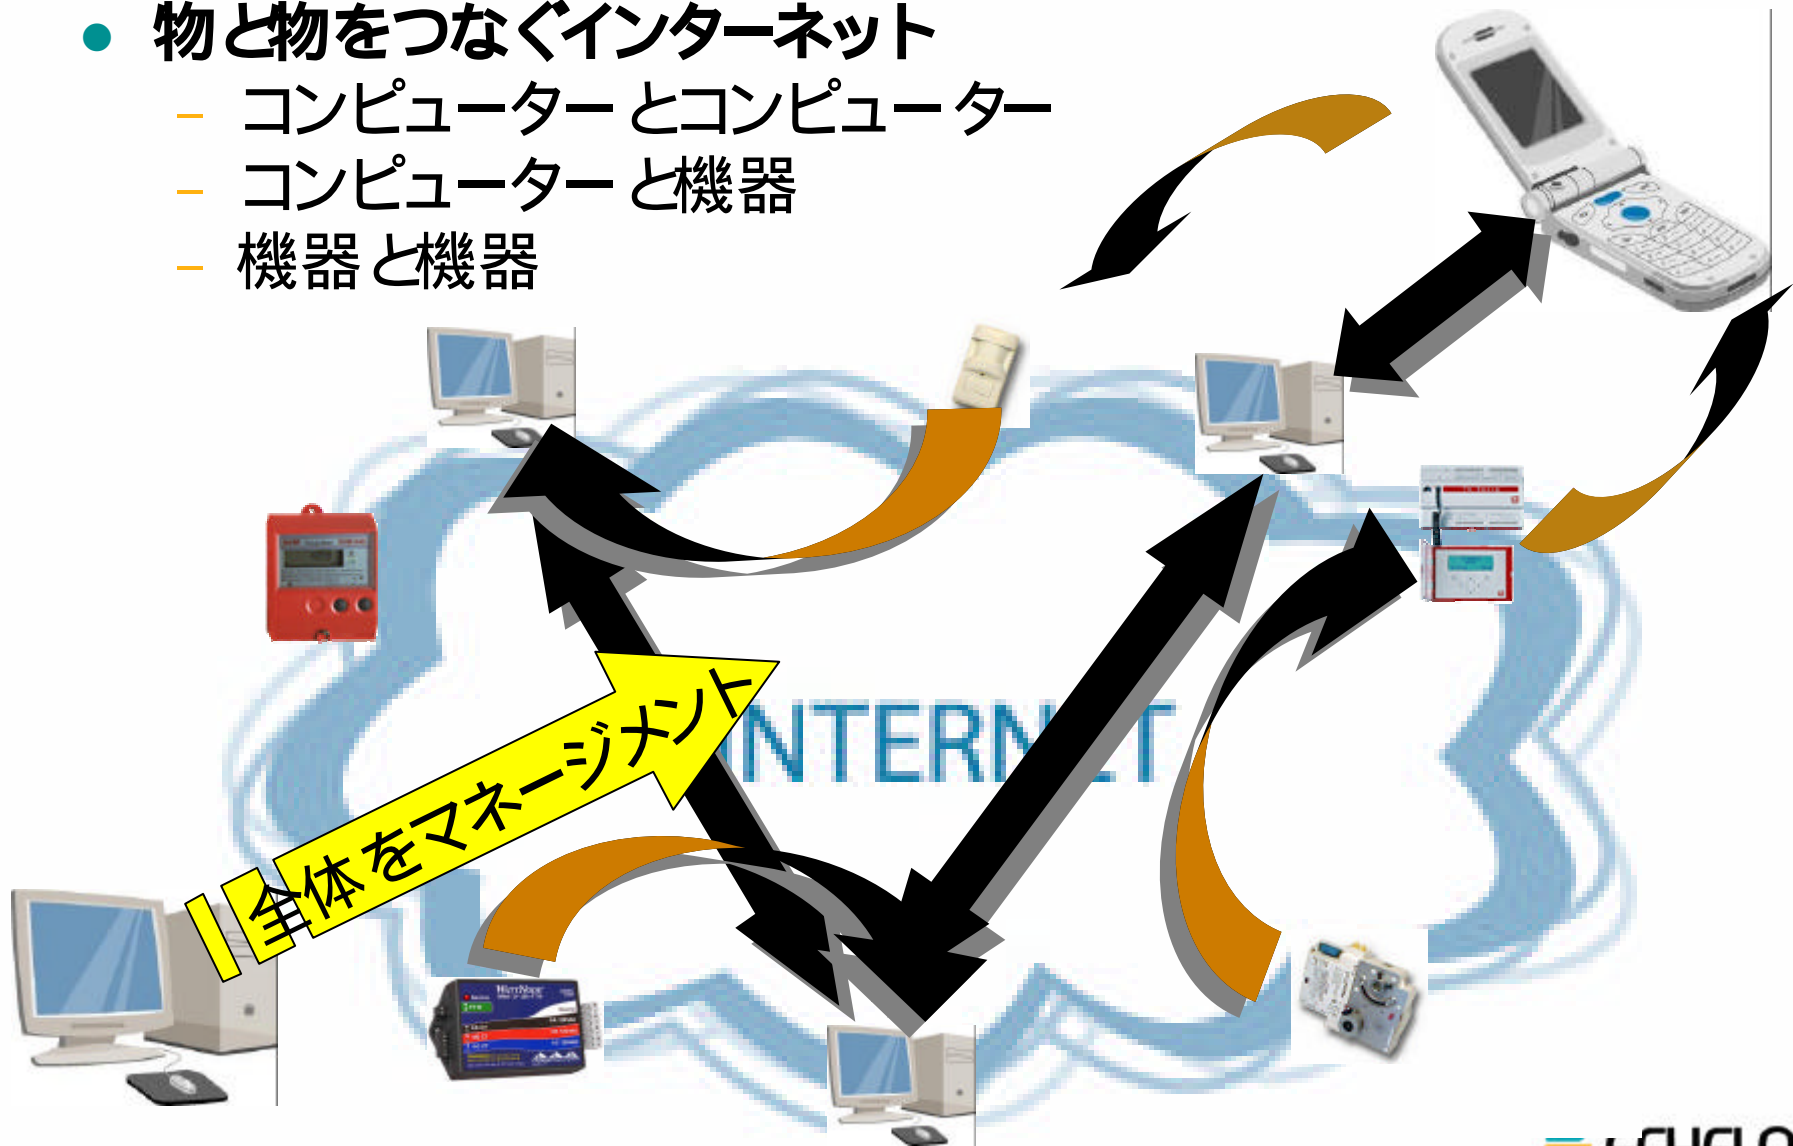 物と物をつなぐインターネット
コンピューターとコンピューター
コンピューターと機器
機器と機器
INTERNET
全体をマネージメント
WattNode